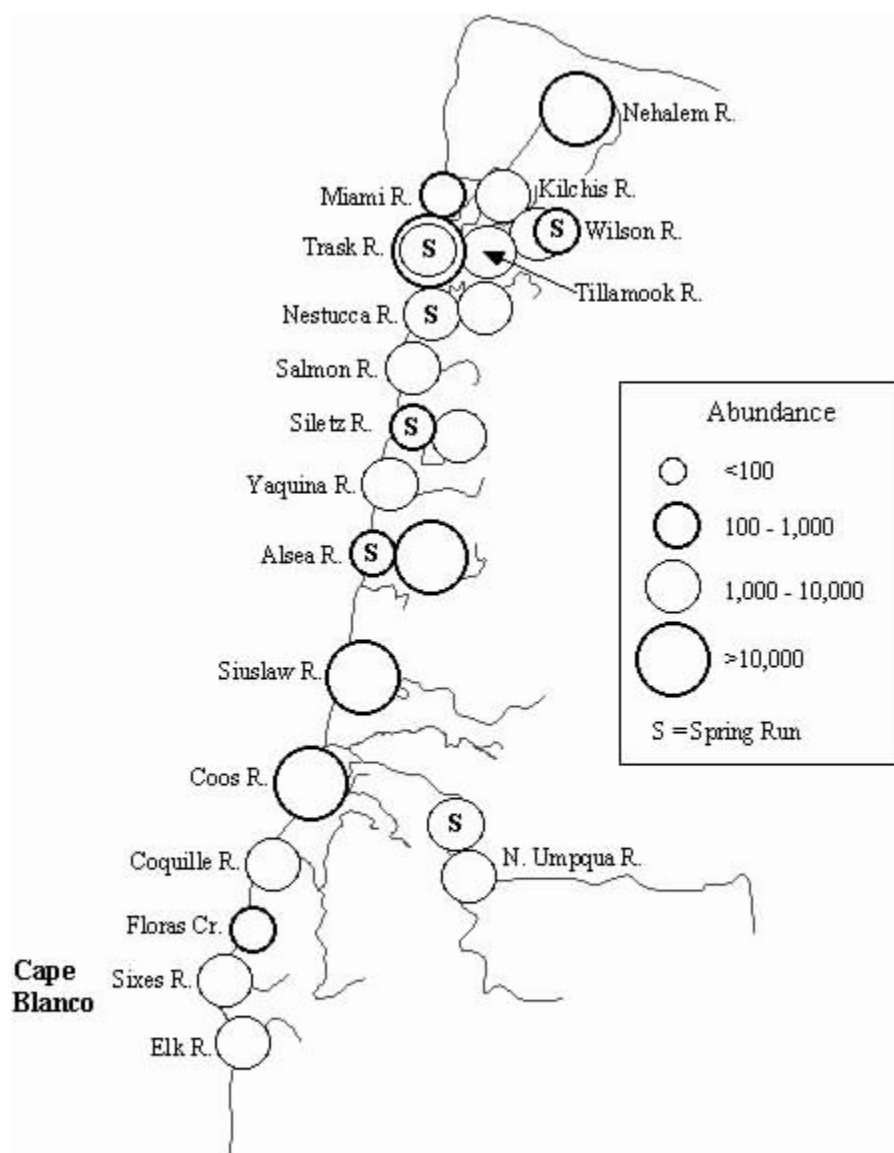 Nehalem R.
Miami R.
Kilchis R.
Trask R.
S
S
Wilson R.
Tillamook R.
Nestucca R.
S
Salmon R.
Siletz R.
S
Yaquina R.
Alsea R.
S
Siuslaw R.
Coos R.
S
Coquille R.
N. Umpqua R.
Floras Cr.
Cape
Blanco
Sixes R.
Elk R.
Abundance
<100
100 - 1,000
1,000 - 10,000
>10,000
S =Spring Run